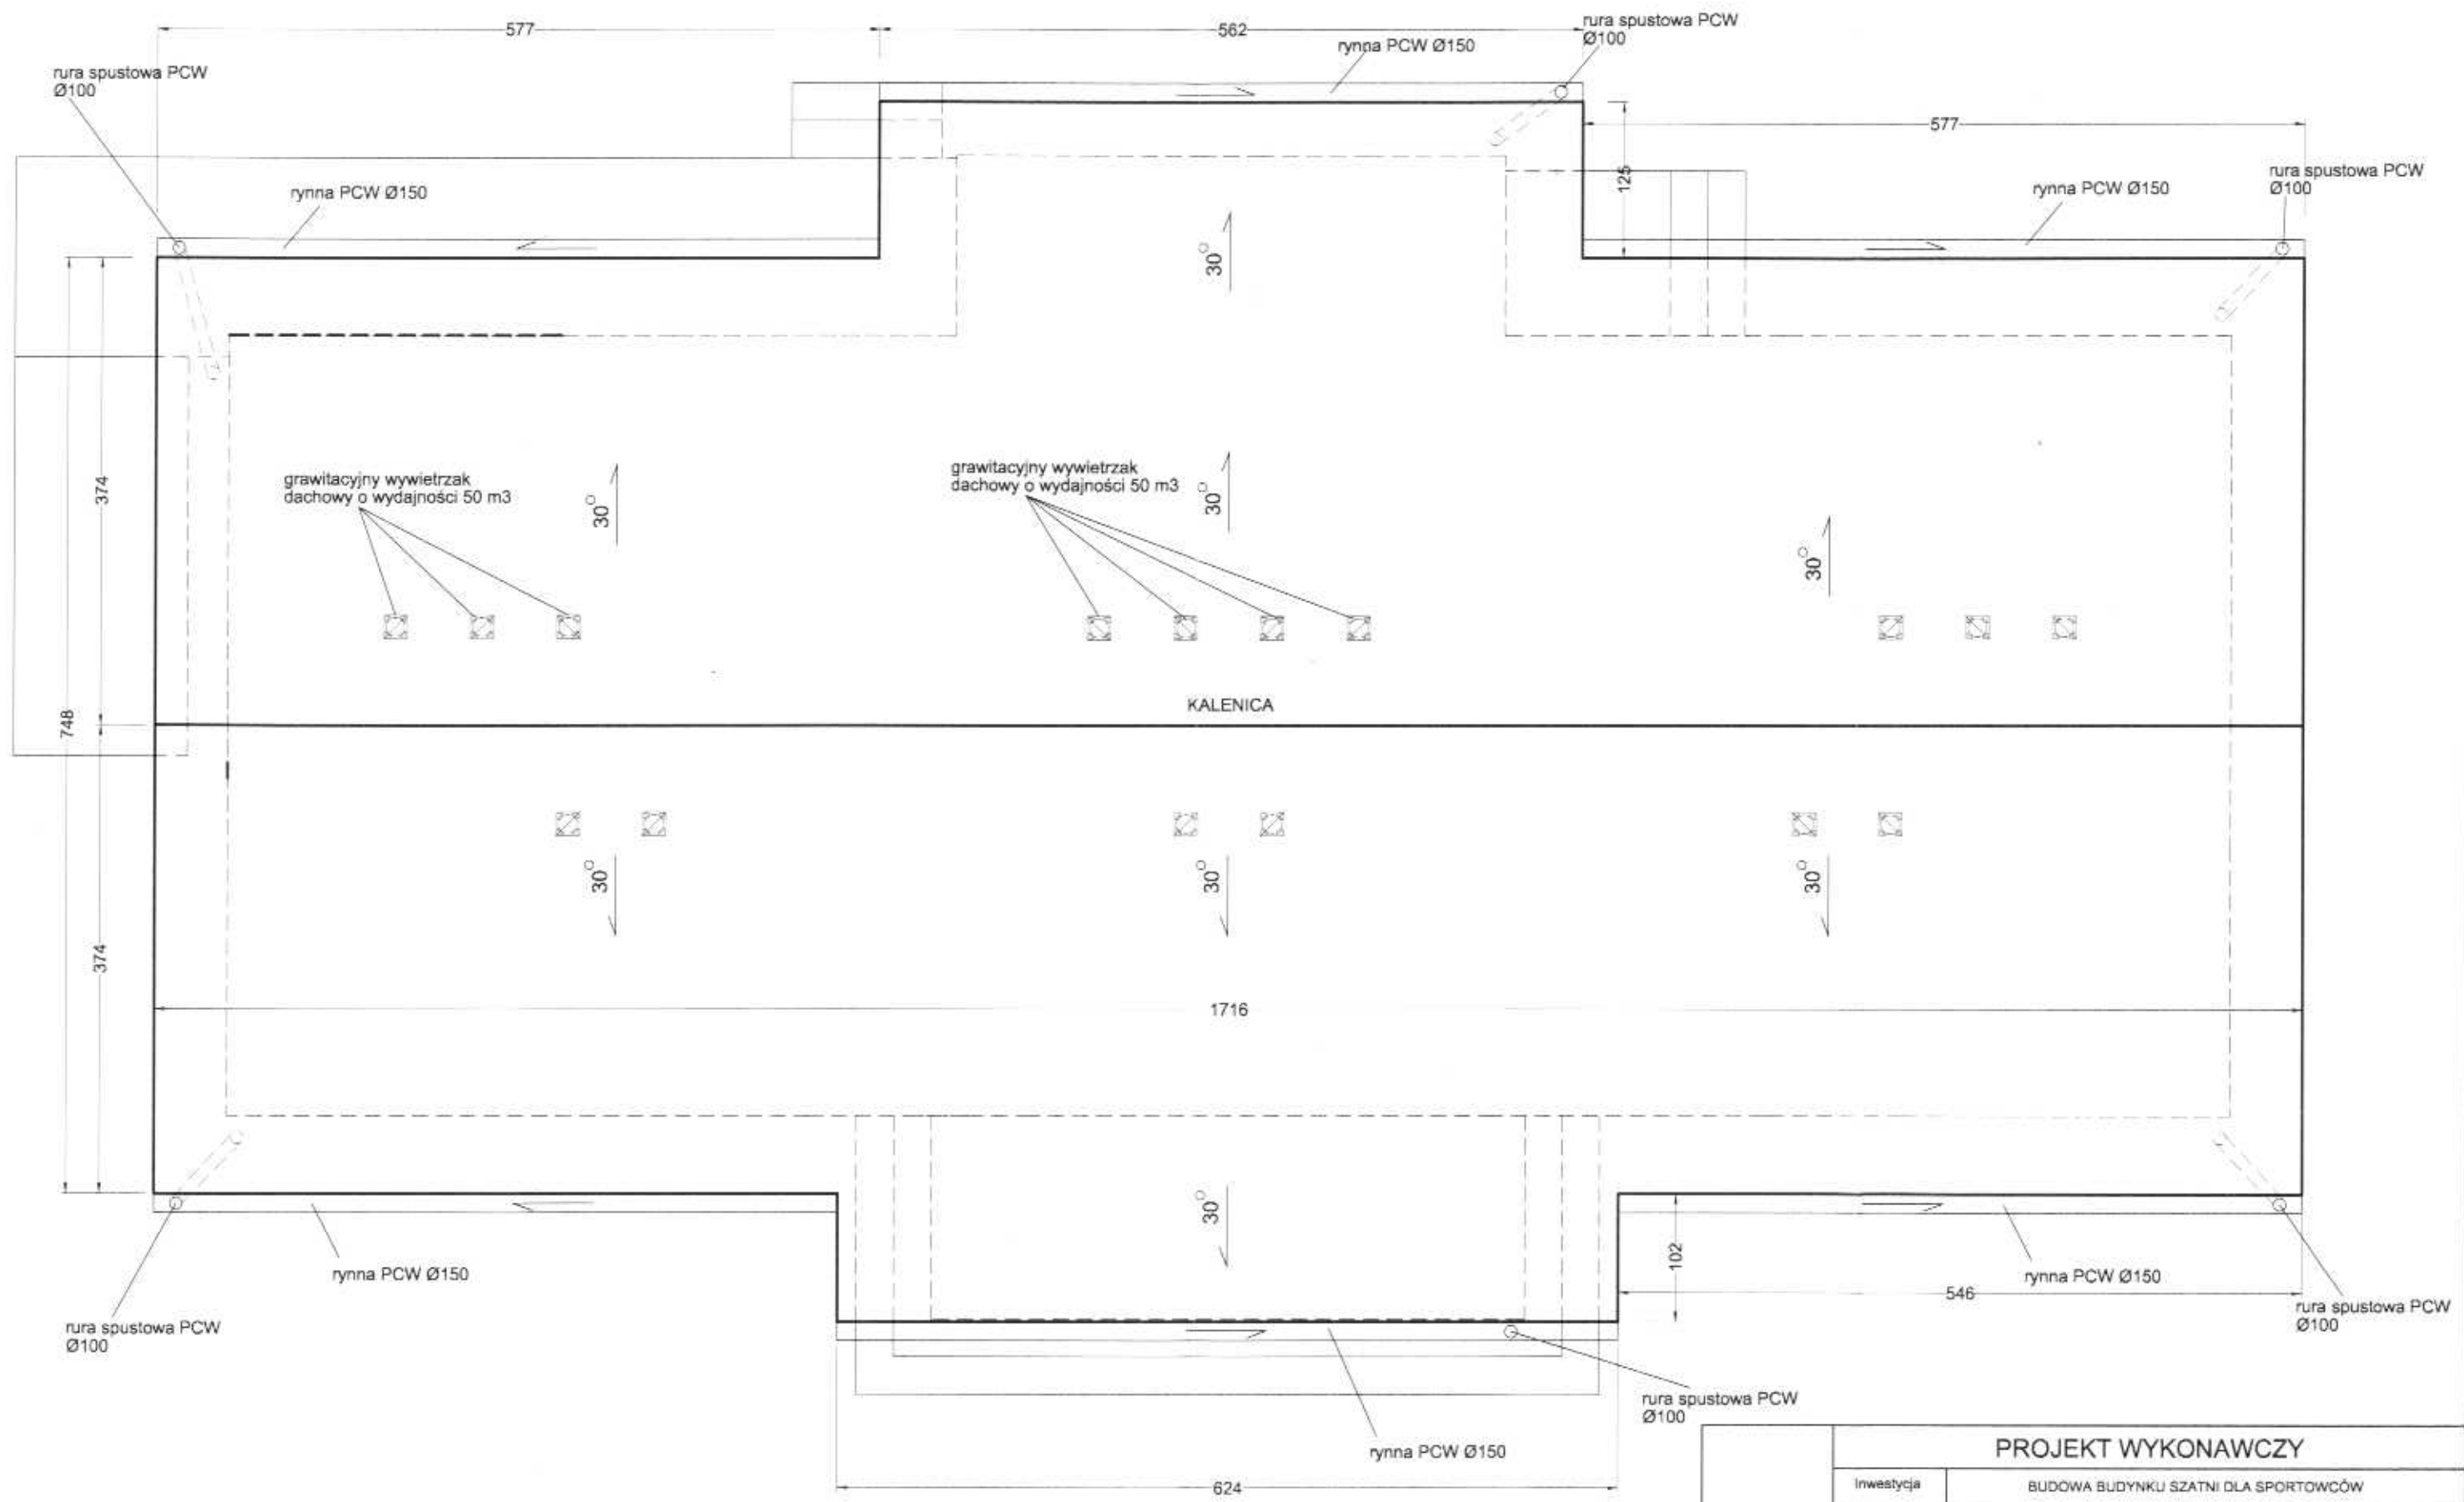 577
562
rura spustowa PCW
Ø100
rynna PCW Ø150
rura spustowa PCW
Ø100
577
125
rura spustowa PCW
Ø100
rynna PCW Ø150
rynna PCW Ø150
30°
grawitacyjny wywietrzak
dachowy o wydajności 50 m3
30°
grawitacyjny wywietrzak
dachowy o wydajności 50 m3
30°
374
30°
KALENICA
748
30°
30°
30°
374
1716
30°
102
rynna PCW Ø150
rynna PCW Ø150
546
rura spustowa PCW
Ø100
rura spustowa PCW
Ø100
rura spustowa PCW
Ø100
rynna PCW Ø150
624
PROJEKT WYKONAWCZY
Inwestycja
BUDOWA BUDYNKU SZATNI DLA SPORTOWCÓW